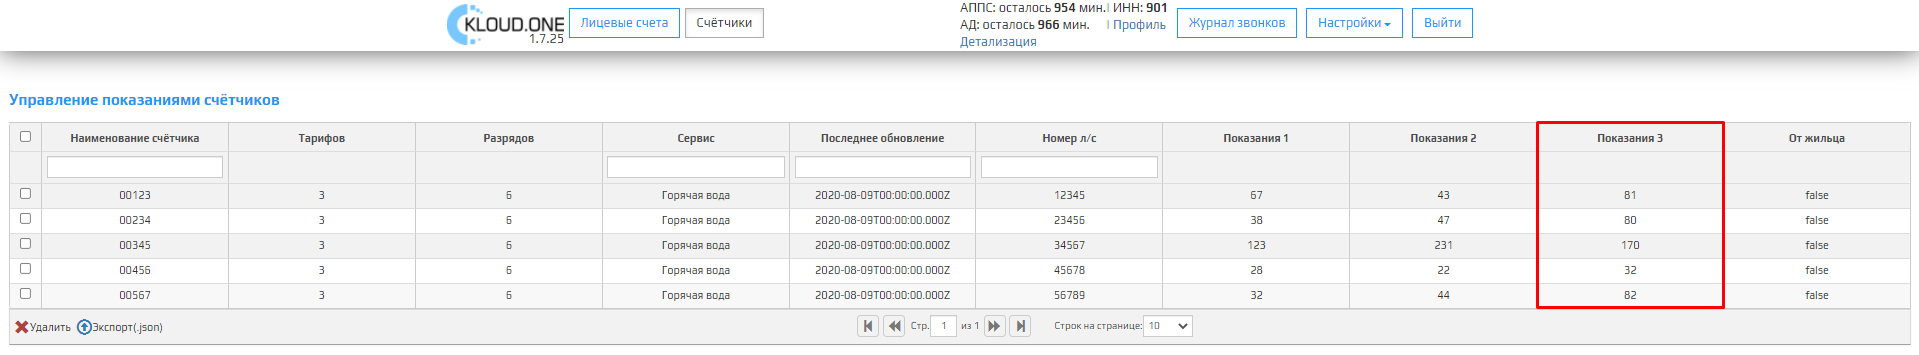 KLOUD.ONE
1.7.25
Лицевые счета
Счётчики
АППС: осталось 954 мин.| ИНН: 901
АД: осталось 966 мин. | Профиль
Детализация
Журнал звонков
Настройки
Выйти
Управление показаниями счётчиков
Наименование счётчика Тарифов Разрядов Сервис Последнее обновление Номер л/с Показания 1 Показания 2 Показания 3 От жильца
00123 3 6 Горячая вода 2020-08-09T00:00:00.000Z 12345 67 43 81 false
00234 3 6 Горячая вода 2020-08-09T00:00:00.000Z 23456 38 47 80 false
00345 3 6 Горячая вода 2020-08-09T00:00:00.000Z 34567 123 231 170 false
00456 3 6 Горячая вода 2020-08-09T00:00:00.000Z 45678 28 22 32 false
00567 3 6 Горячая вода 2020-08-09T00:00:00.000Z 56789 32 44 82 false
Удалить Экспорт(.json) Стр. 1 из 1 Строк на странице: 10